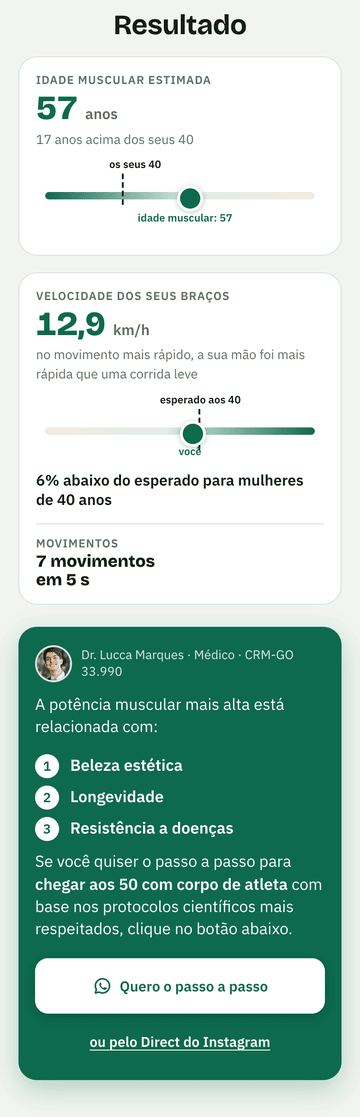 Resultado
IDADE MUSCULAR ESTIMADA
57 anos
17 anos acima dos seus 40
os seus 40
idade muscular: 57
VELOCIDADE DOS SEUS BRAÇOS
12,9 km/h
no movimento mais rápido, a sua mão foi mais
rápida que uma corrida leve
esperado aos 40
você
6% abaixo do esperado para mulheres
de 40 anos
MOVIMENTOS
7 movimentos
em 5 s
Dr. Lucca Marques · Médico · CRM-GO
33.990
A potência muscular mais alta está
relacionada com:
1 Beleza estética
2 Longevidade
3 Resistência a doenças
Se você quiser o passo a passo para
chegar aos 50 com corpo de atleta com
base nos protocolos científicos mais
respeitados, clique no botão abaixo.
Quero o passo a passo
ou pelo Direct do Instagram